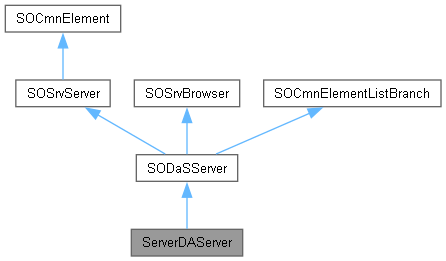 SOCmnElement
SOSrvServer
SOSrvBrowser
SOCmnElementListBranch
SODaSServer
ServerDAServer